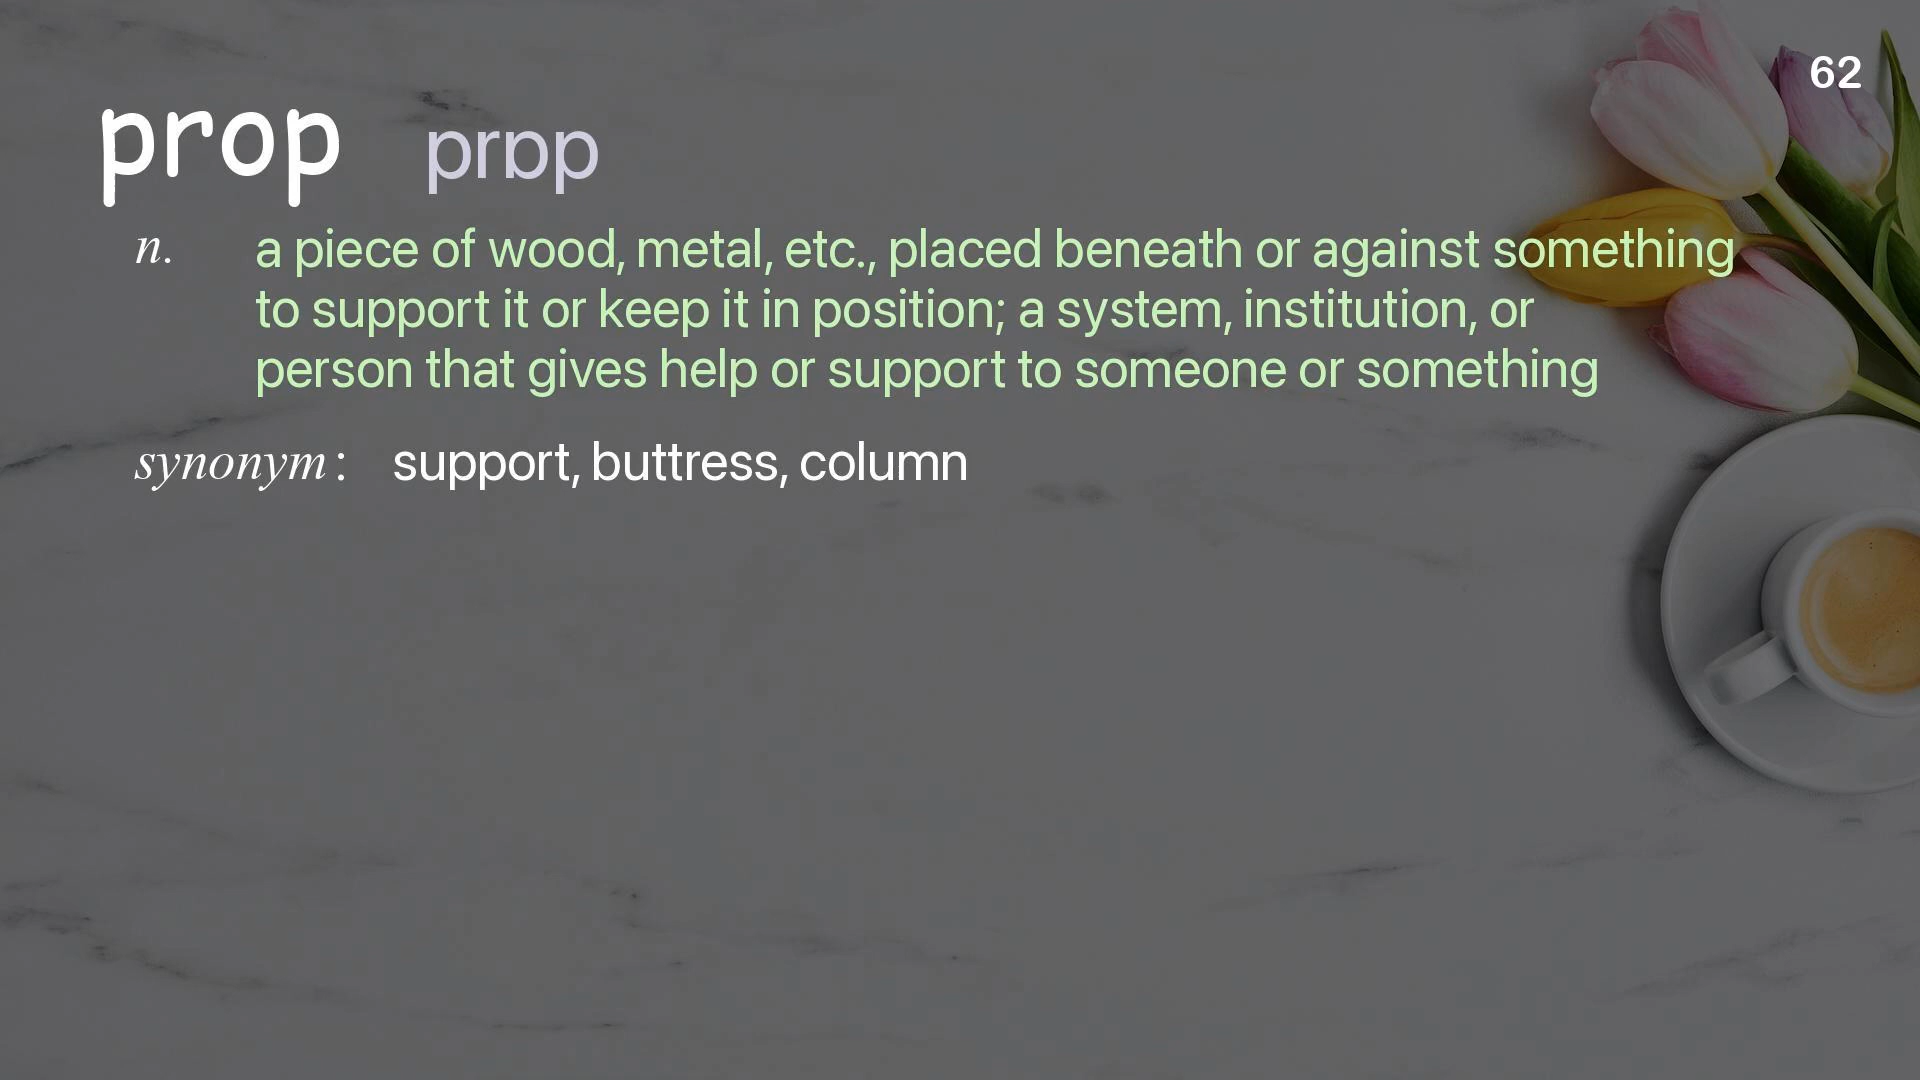 62
prop prɒp
n. a piece of wood, metal, etc., placed beneath or against something
to support it or keep it in position; a system, institution, or
person that gives help or support to someone or something
synonym : support, buttress, column